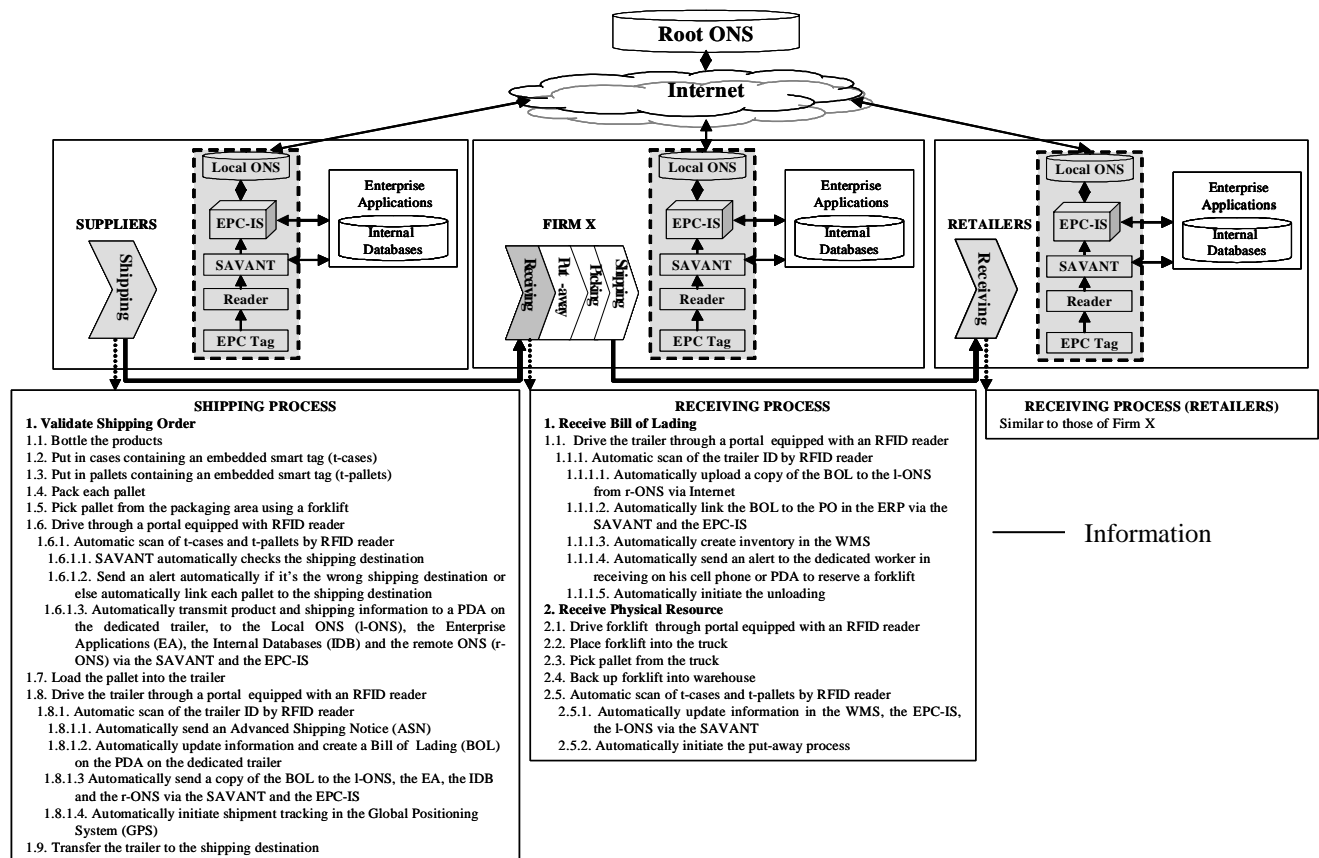 Root ONS
Internet
SUPPLIERS
Shipping
Local ONS
EPC-IS
SAVANT
Reader
EPC Tag
Enterprise
Applications
Internal
Databases
FIRM X
Receiving
Put -away
Picking
Shipping
Local ONS
EPC-IS
SAVANT
Reader
EPC Tag
Enterprise
Applications
Internal
Databases
RETAILERS
Receiving
Local ONS
EPC-IS
SAVANT
Reader
EPC Tag
Enterprise
Applications
Internal
Databases
SHIPPING PROCESS
1. Validate Shipping Order
1.1. Bottle the products
1.2. Put in cases containing an embedded smart tag (t-cases)
1.3. Put in pallets containing an embedded smart tag (t-pallets)
1.4. Pack each pallet
1.5. Pick pallet from the packaging area using a forklift
1.6. Drive through a portal equipped with RFID reader
1.6.1. Automatic scan of t-cases and t-pallets by RFID reader
1.6.1.1. SAVANT automatically checks the shipping destination
1.6.1.2. Send an alert automatically if it's the wrong shipping destination or
else automatically link each pallet to the shipping destination
1.6.1.3. Automatically transmit product and shipping information to a PDA on
the dedicated trailer, to the Local ONS (l-ONS), the Enterprise
Applications (EA), the Internal Databases (IDB) and the remote ONS (r-
ONS) via the SAVANT and the EPC-IS
1.7. Load the pallet into the trailer
1.8. Drive the trailer through a portal equipped with an RFID reader
1.8.1. Automatic scan of the trailer ID by RFID reader
1.8.1.1. Automatically send an Advanced Shipping Notice (ASN)
1.8.1.2. Automatically update information and create a Bill of Lading (BOL)
on the PDA on the dedicated trailer
1.8.1.3 Automatically send a copy of the BOL to the l-ONS, the EA, the IDB
and the r-ONS via the SAVANT and the EPC-IS
1.8.1.4. Automatically initiate shipment tracking in the Global Positioning
System (GPS)
1.9. Transfer the trailer to the shipping destination
RECEIVING PROCESS
1. Receive Bill of Lading
1.1. Drive the trailer through a portal equipped with an RFID reader
1.1.1. Automatic scan of the trailer ID by RFID reader
1.1.1.1. Automatically upload a copy of the BOL to the l-ONS
from r-ONS via Internet
1.1.1.2. Automatically link the BOL to the PO in the ERP via the
SAVANT and the EPC-IS
1.1.1.3. Automatically create inventory in the WMS
1.1.1.4. Automatically send an alert to the dedicated worker in
receiving on his cell phone or PDA to reserve a forklift
1.1.1.5. Automatically initiate the unloading
2. Receive Physical Resource
2.1. Drive forklift through portal equipped with an RFID reader
2.2. Place forklift into the truck
2.3. Pick pallet from the truck
2.4. Back up forklift into warehouse
2.5. Automatic scan of t-cases and t-pallets by RFID reader
2.5.1. Automatically update information in the WMS, the EPC-IS,
the l-ONS via the SAVANT
2.5.2. Automatically initiate the put-away process
RECEIVING PROCESS (RETAILERS)
Similar to those of Firm X
Information